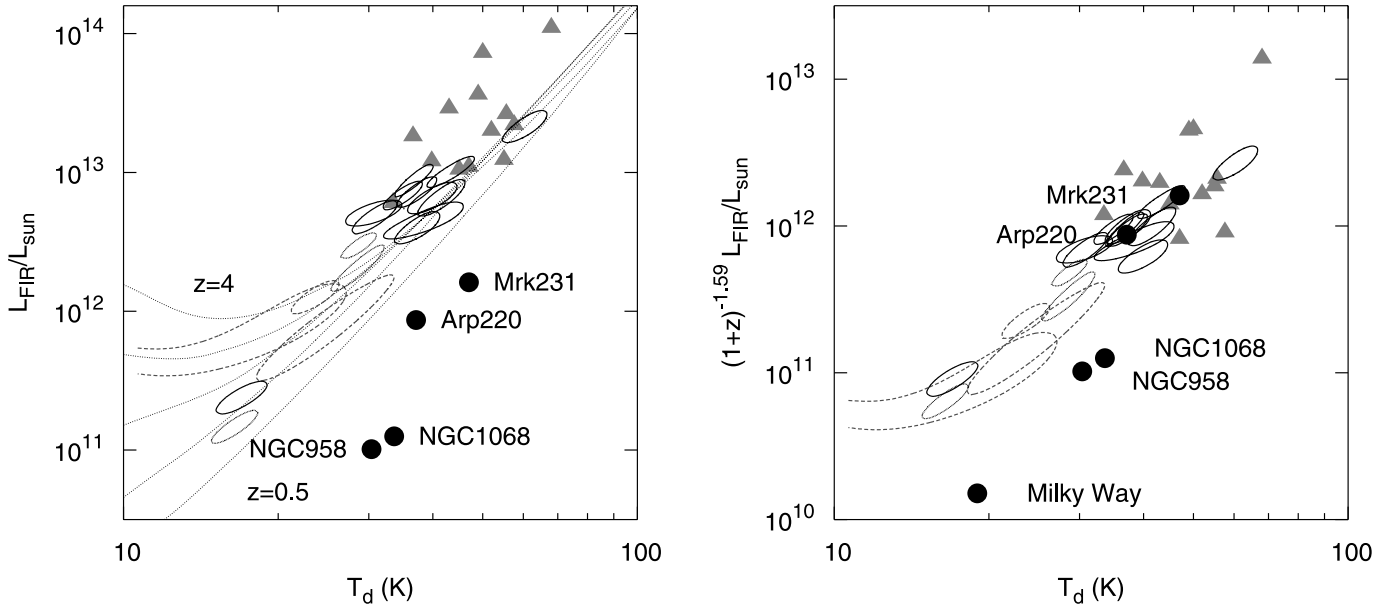 10^14
10^13
10^12
10^11
L_FIR/L_sun
z=4
z=0.5
Mrk231
Arp220
NGC1068
NGC958
10
100
T_d (K)
10^13
10^12
10^11
10^10
(1+z)^-1.59 L_FIR/L_sun
Mrk231
Arp220
NGC1068
NGC958
Milky Way
10
100
T_d (K)